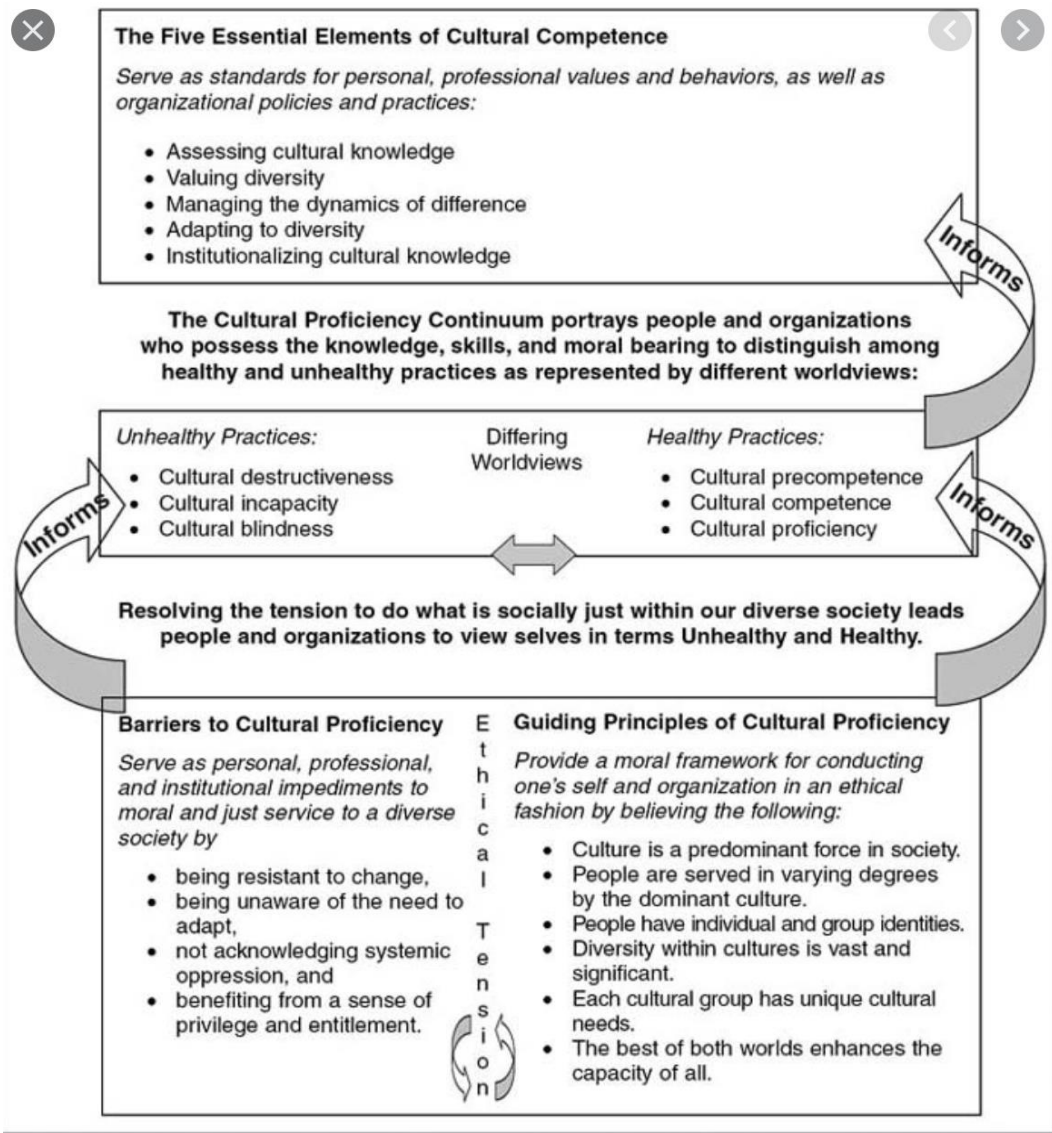 The Five Essential Elements of Cultural Competence
Serve as standards for personal, professional values and behaviors, as well as
organizational policies and practices:
• Assessing cultural knowledge
• Valuing diversity
• Managing the dynamics of difference
• Adapting to diversity
• Institutionalizing cultural knowledge
Informs
The Cultural Proficiency Continuum portrays people and organizations
who possess the knowledge, skills, and moral bearing to distinguish among
healthy and unhealthy practices as represented by different worldviews:
Unhealthy Practices:
• Cultural destructiveness
• Cultural incapacity
• Cultural blindness
Differing
Worldviews
Healthy Practices:
• Cultural precompetence
• Cultural competence
• Cultural proficiency
Informs
Informs
Resolving the tension to do what is socially just within our diverse society leads
people and organizations to view selves in terms Unhealthy and Healthy.
Barriers to Cultural Proficiency
Serve as personal, professional,
and institutional impediments to
moral and just service to a diverse
society by
• being resistant to change,
• being unaware of the need to
adapt,
• not acknowledging systemic
oppression, and
• benefiting from a sense of
privilege and entitlement.
Ethical Tension
Guiding Principles of Cultural Proficiency
Provide a moral framework for conducting
one's self and organization in an ethical
fashion by believing the following:
• Culture is a predominant force in society.
• People are served in varying degrees
by the dominant culture.
• People have individual and group identities.
• Diversity within cultures is vast and
significant.
• Each cultural group has unique cultural
needs.
• The best of both worlds enhances the
capacity of all.